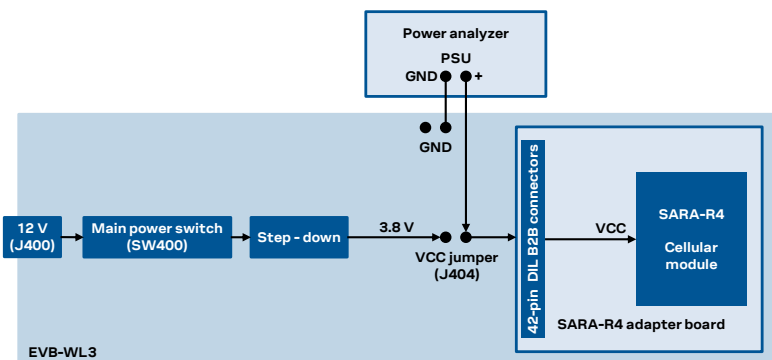 Power analyzer
PSU
GND +
GND
12 V
(J400)
Main power switch
(SW400)
Step – down
3.8 V
VCC jumper
(J404)
42-pin DIL B2B connectors
VCC
SARA-R4
Cellular
module
SARA-R4 adapter board
EVB-WL3